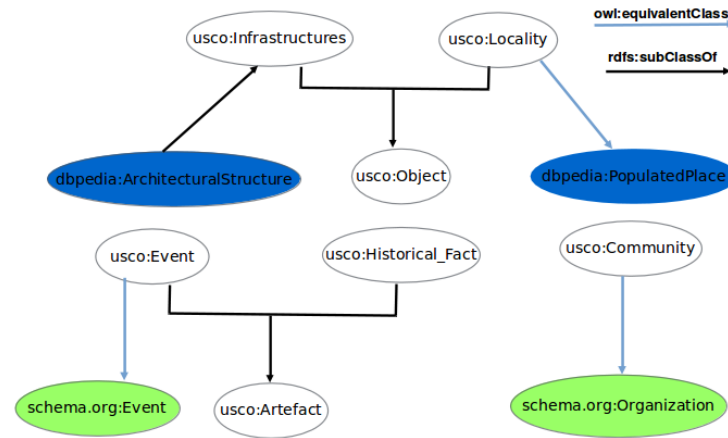 owl:equivalentClass
usco:Infrastructures
usco:Locality
rdfs:subClassOf
dbpedia:ArchitecturalStructure
usco:Object
dbpedia:PopulatedPlace
usco:Event
usco:Historical_Fact
usco:Community
schema.org:Event
usco:Artefact
schema.org:Organization